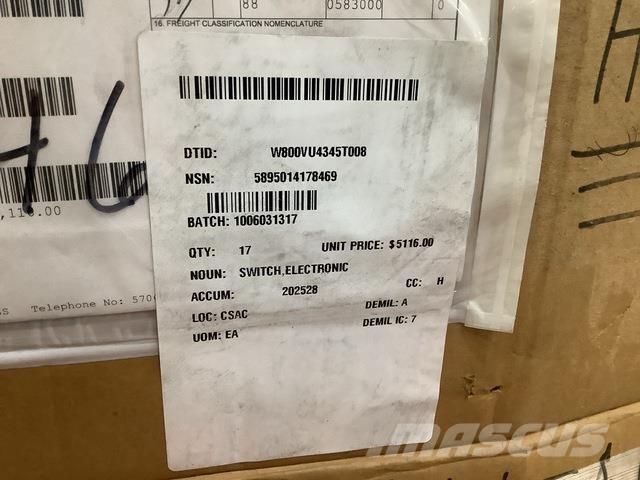 88
0583000
0
16. FREIGHT CLASSIFICATION NOMENCLATURE
DTID: W800VU4345T008
NSN: 5895014178469
BATCH: 1006031317
QTY: 17 UNIT PRICE: $5116.00
NOUN: SWITCH,ELECTRONIC
ACCUM: 202528 CC: H
LOC: CSAC DEMIL: A
UOM: EA DEMIL IC: 7
46
.00
Telephone No: 570
H
MASCUS